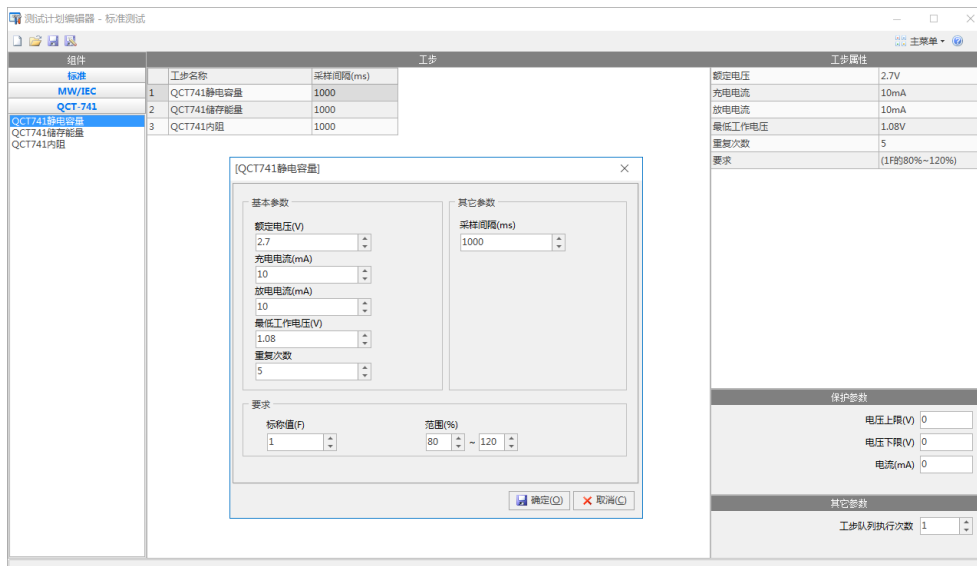 测试计划编辑器 - 标准测试
主菜单
组件
标准
MW/IEC
QCT-741
QCT741静电容量
QCT741储存能量
QCT741内阻
工步
工步名称 采样间隔(ms)
1 QCT741静电容量 1000
2 QCT741储存能量 1000
3 QCT741内阻 1000
工步属性
额定电压 2.7V
充电电流 10mA
放电电流 10mA
最低工作电压 1.08V
重复次数 5
要求 (1F的80%~120%)
[QCT741静电容量]
基本参数
额定电压(V)
2.7
充电电流(mA)
10
放电电流(mA)
10
最低工作电压(V)
1.08
重复次数
5
其它参数
采样间隔(ms)
1000
要求
标称值(F) 范围(%)
1 80 ~ 120
确定(O) 取消(C)
保护参数
电压上限(V) 0
电压下限(V) 0
电流(mA) 0
其它参数
工步队列执行次数 1